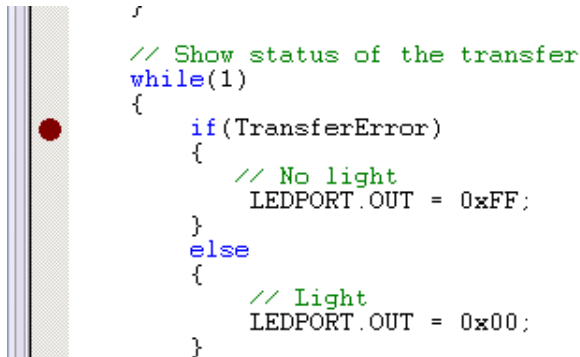 }
// Show status of the transfer
while(1)
{
if(TransferError)
{
// No light
LEDPORT.OUT = 0xFF;
}
else
{
// Light
LEDPORT.OUT = 0x00;
}